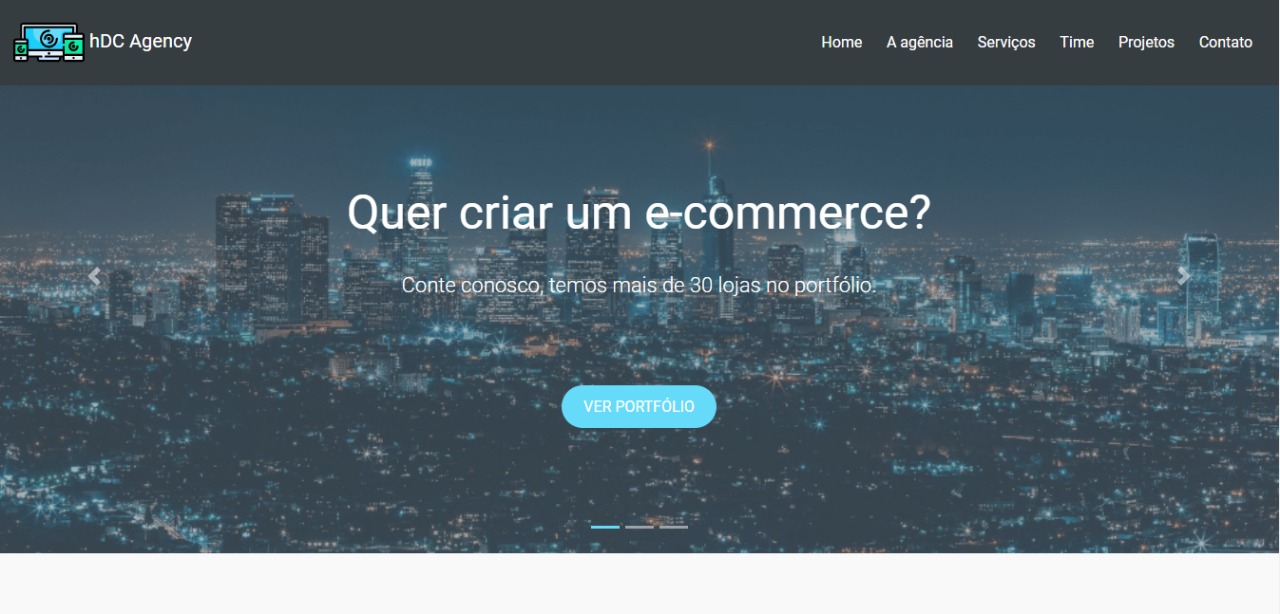 hDC Agency
Home A agência Serviços Time Projetos Contato
Quer criar um e-commerce?
Conte conosco, temos mais de 30 lojas no portfólio.
VER PORTFÓLIO